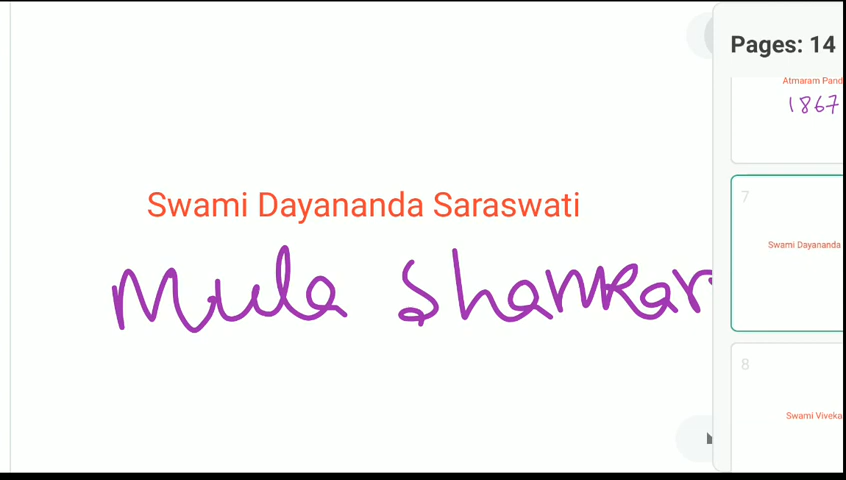 Swami Dayananda Saraswati
Mula Shankar
Pages: 14
Atmaram Pand
1867
7
Swami Dayananda
8
Swami Viveka